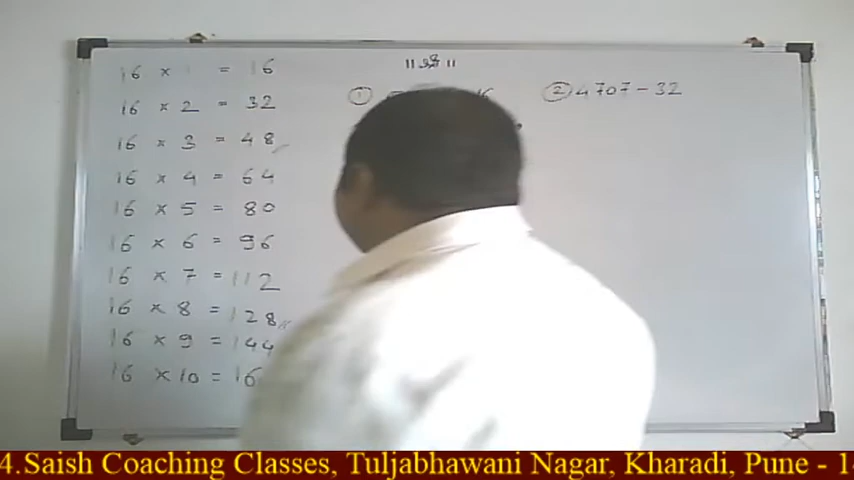 ॥ श्री ॥
16 × 1 = 16
16 × 2 = 32
16 × 3 = 48
16 × 4 = 64
16 × 5 = 80
16 × 6 = 96
16 × 7 = 112
16 × 8 = 128
16 × 9 = 144
16 × 10 = 16
①
② 4707 - 32
4.Saish Coaching Classes, Tuljabhawani Nagar, Kharadi, Pune - 14